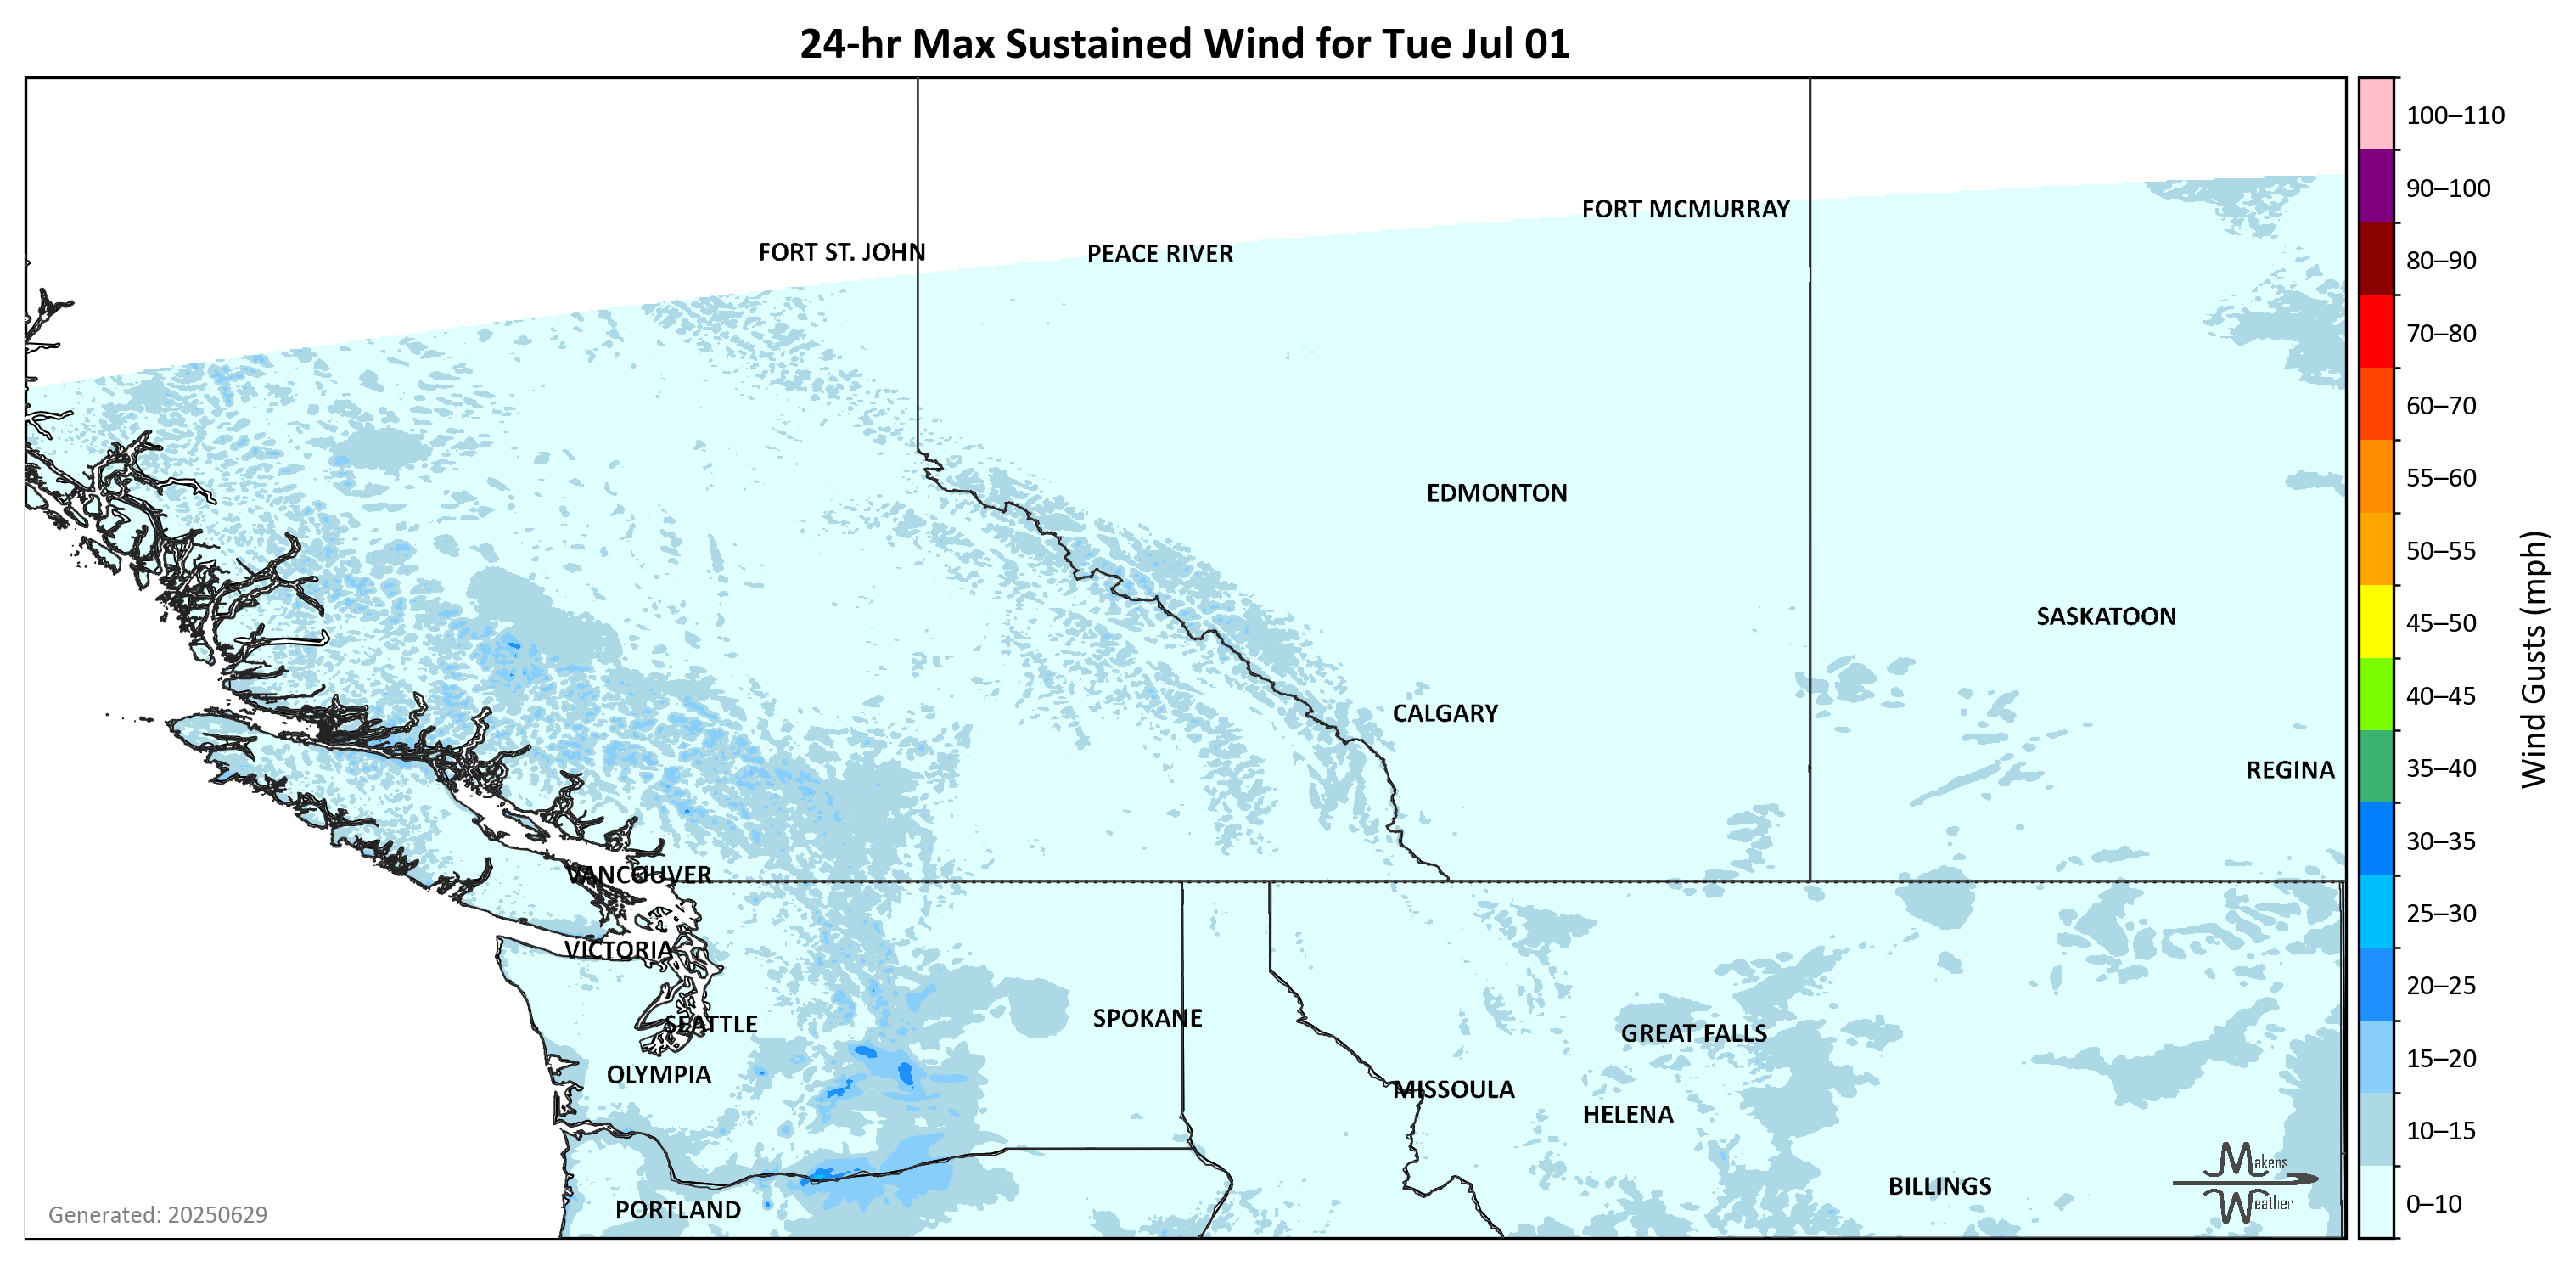 24-hr Max Sustained Wind for Tue Jul 01
100–110
90–100
80–90
70–80
60–70
55–60
50–55
45–50
40–45
35–40
30–35
25–30
20–25
15–20
10–15
0–10
Wind Gusts (mph)
FORT MCMURRAY
FORT ST. JOHN
PEACE RIVER
EDMONTON
SASKATOON
CALGARY
REGINA
VANCOUVER
VICTORIA
SEATTLE
SPOKANE
GREAT FALLS
OLYMPIA
MISSOULA
HELENA
BILLINGS
PORTLAND
Makens
Weather
Generated: 20250629